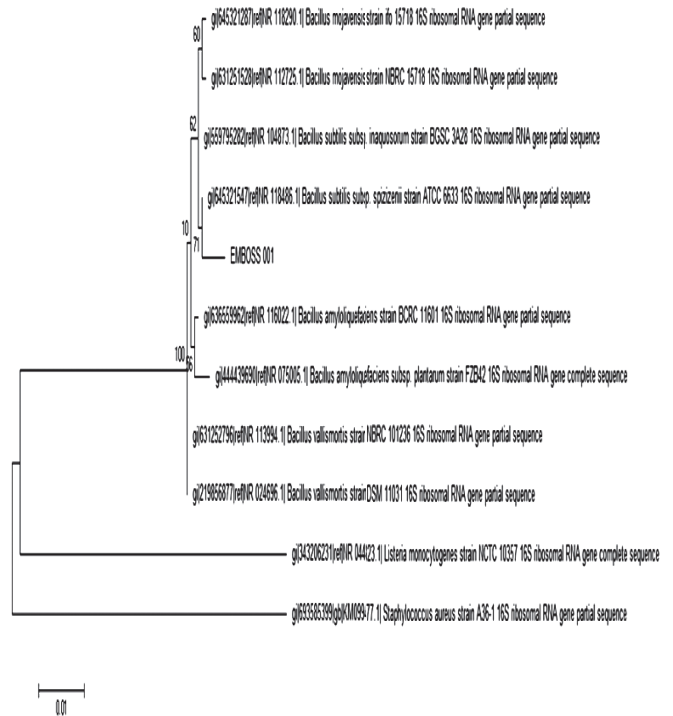 gi|645321287|ref|NR 118290.1| Bacillus mojavensis strain ifo 15718 16S ribosomal RNA gene partial sequence
60
gi|631251528|ref|NR 112725.1| Bacillus mojavensis strain NBRC 15718 16S ribosomal RNA gene partial sequence
62
gi|559795282|ref|NR 104873.1| Bacillus subtilis subsp. inaquosorum strain BGSC 3A28 16S ribosomal RNA gene partial sequence
gi|645321547|ref|NR 118486.1| Bacillus subtilis subsp. spizizenii strain ATCC 6633 16S ribosomal RNA gene partial sequence
10
71
EMBOSS 001
gi|636559962|ref|NR 116022.1| Bacillus amyloliquefaciens strain BCRC 11601 16S ribosomal RNA gene partial sequence
100
66
gi|444439690|ref|NR 075005.1| Bacillus amyloliqefaciens subsp. plantarum strain FZB42 16S ribosomal RNA gene complete sequence
gi|631252796|ref|NR 113994.1| Bacillus vallismortis strain NBRC 101236 16S ribosomal RNA gene partial sequence
gi|219856877|ref|NR 024696.1| Bacillus vallismortis strain DSM 11031 16S ribosomal RNA gene partial sequence
gi|343206231|ref|NR 044823.1| Listeria monocytogenes strain NCTC 10357 16S ribosomal RNA gene complete sequence
Staphylococcus aureus strain A36-1 16S ribosomal RNA gene partial sequence
0.01